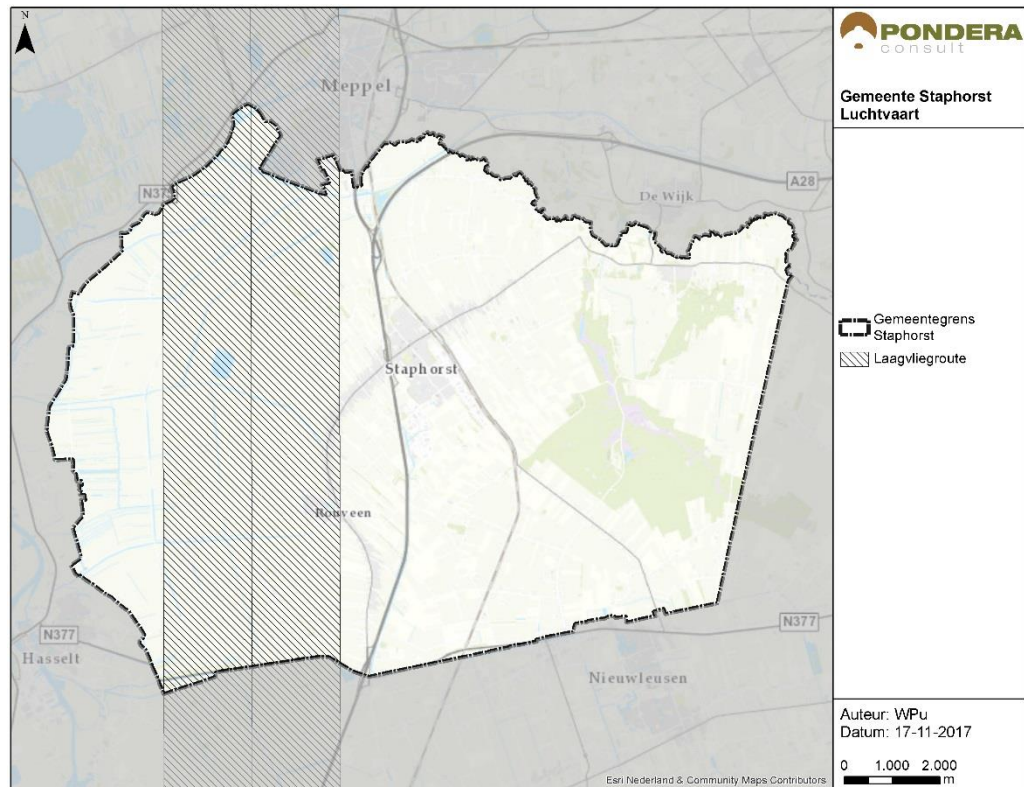 N
Meppel
N375
A28
De Wijk
Staphorst
Rouveen
N377
N377
Hasselt
Nieuwleusen
Esri Nederland & Community Maps Contributors
PONDERA
consult
Gemeente Staphorst
Luchtvaart
Gemeentegrens
Staphorst
Laagvliegroute
Auteur: WPu
Datum: 17-11-2017
0 1.000 2.000
m